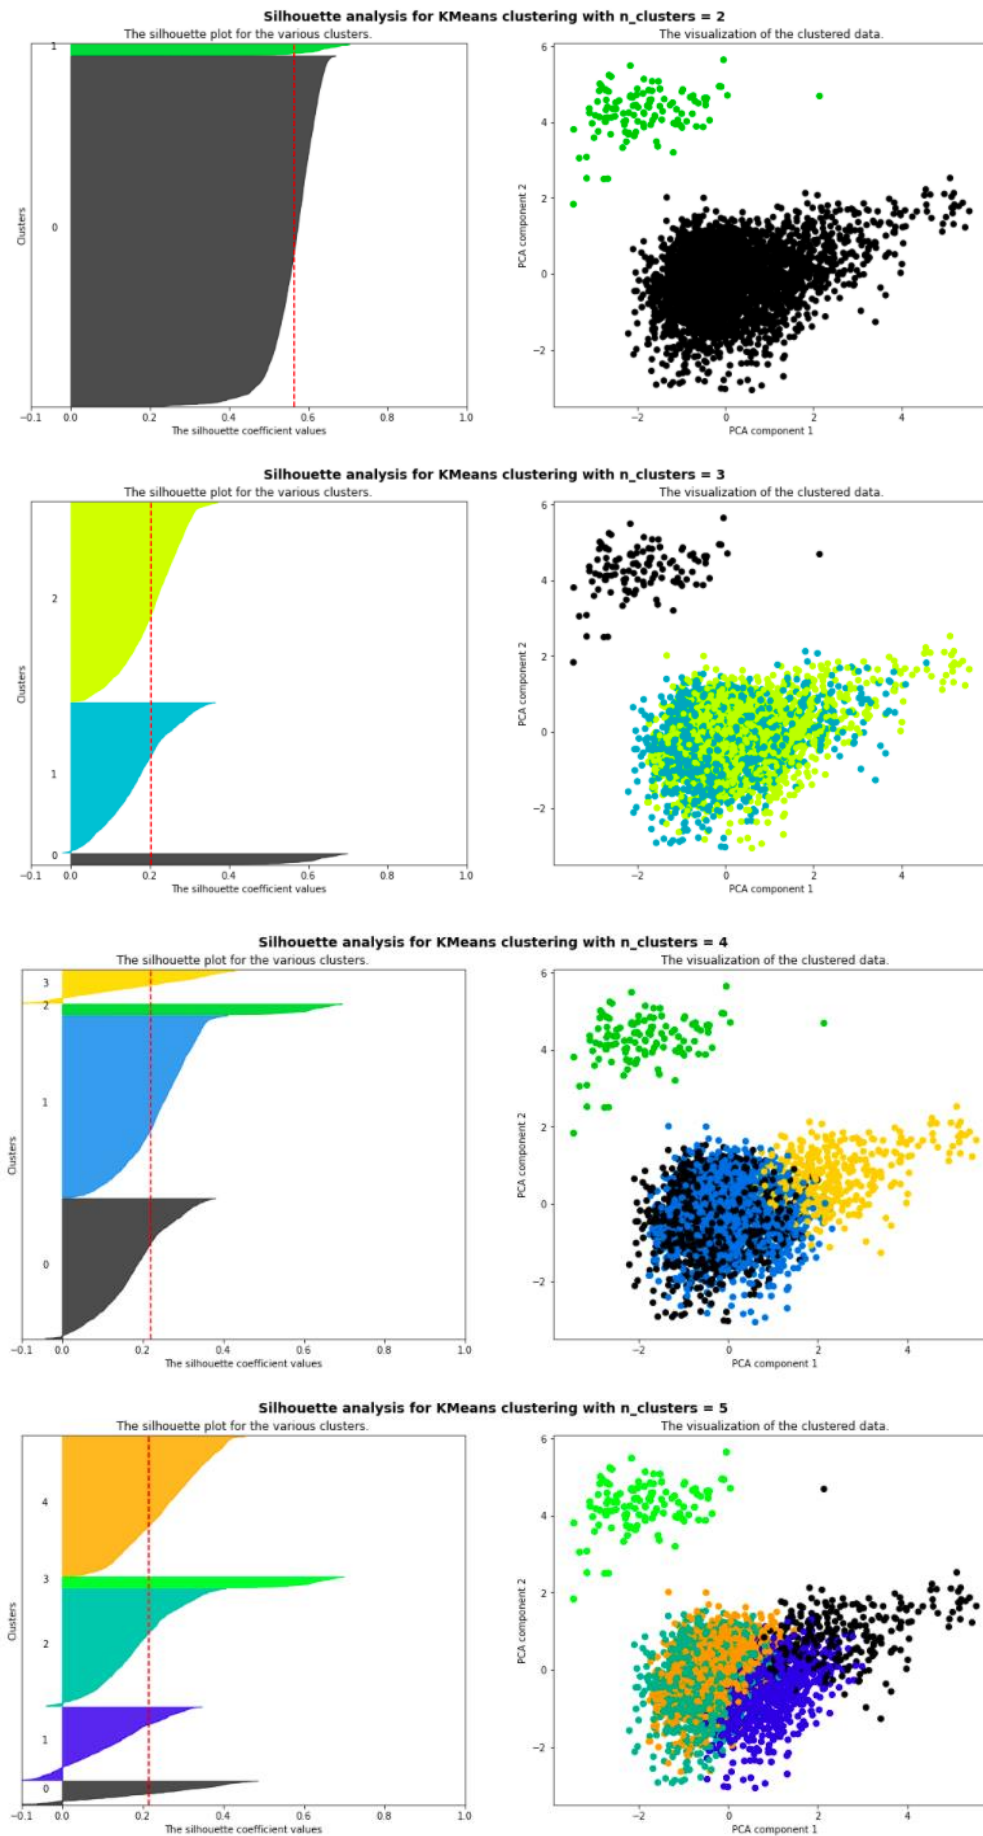 Silhouette analysis for KMeans clustering with n_clusters = 2
The silhouette plot for the various clusters.
Clusters
1
0
−0.1 0.0 0.2 0.4 0.6 0.8 1.0
The silhouette coefficient values
The visualization of the clustered data.
PCA component 2
6
4
2
0
−2
−2 0 2 4
PCA component 1
Silhouette analysis for KMeans clustering with n_clusters = 3
The silhouette plot for the various clusters.
Clusters
2
1
0
−0.1 0.0 0.2 0.4 0.6 0.8 1.0
The silhouette coefficient values
The visualization of the clustered data.
PCA component 2
6
4
2
0
−2
−2 0 2 4
PCA component 1
Silhouette analysis for KMeans clustering with n_clusters = 4
The silhouette plot for the various clusters.
Clusters
3
2
1
0
−0.1 0.0 0.2 0.4 0.6 0.8 1.0
The silhouette coefficient values
The visualization of the clustered data.
PCA component 2
6
4
2
0
−2
−2 0 2 4
PCA component 1
Silhouette analysis for KMeans clustering with n_clusters = 5
The silhouette plot for the various clusters.
Clusters
4
3
2
1
0
−0.1 0.0 0.2 0.4 0.6 0.8 1.0
The silhouette coefficient values
The visualization of the clustered data.
PCA component 2
6
4
2
0
−2
−2 0 2 4
PCA component 1